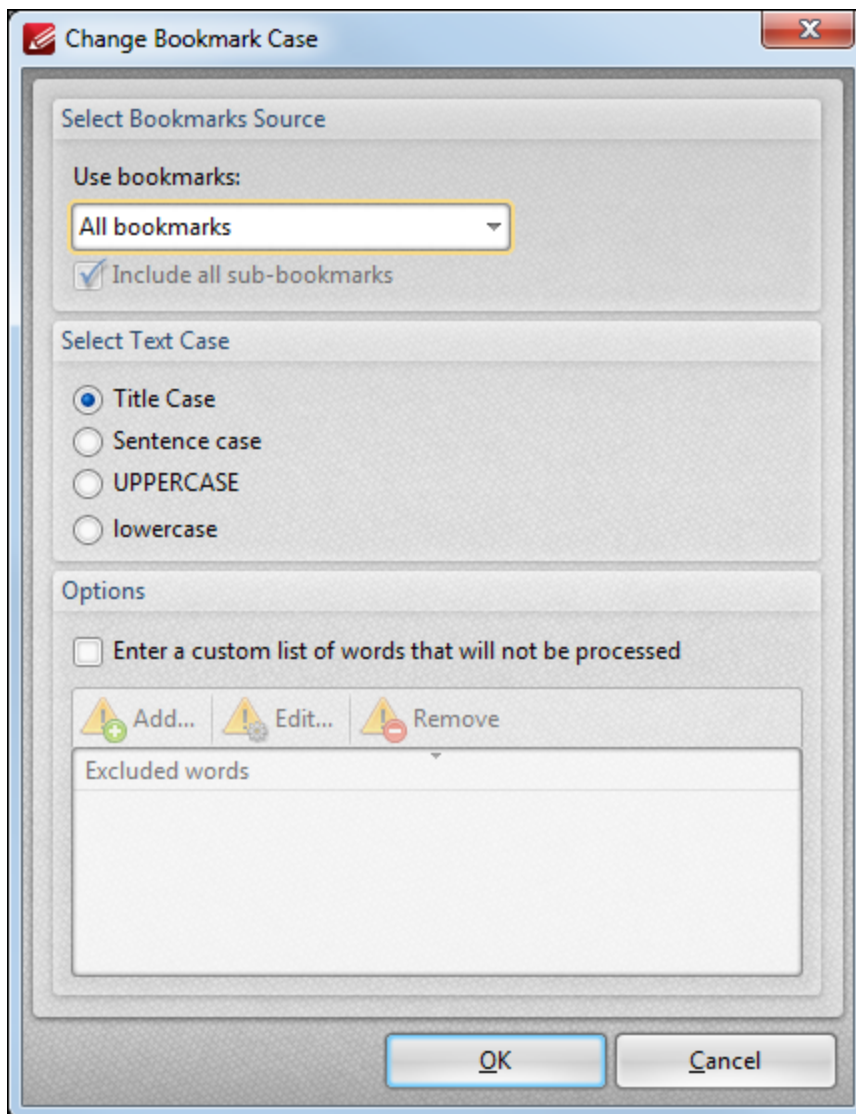 Change Bookmark Case
Select Bookmarks Source
Use bookmarks:
All bookmarks
Include all sub-bookmarks
Select Text Case
Title Case
Sentence case
UPPERCASE
lowercase
Options
Enter a custom list of words that will not be processed
Add... Edit... Remove
Excluded words
OK Cancel